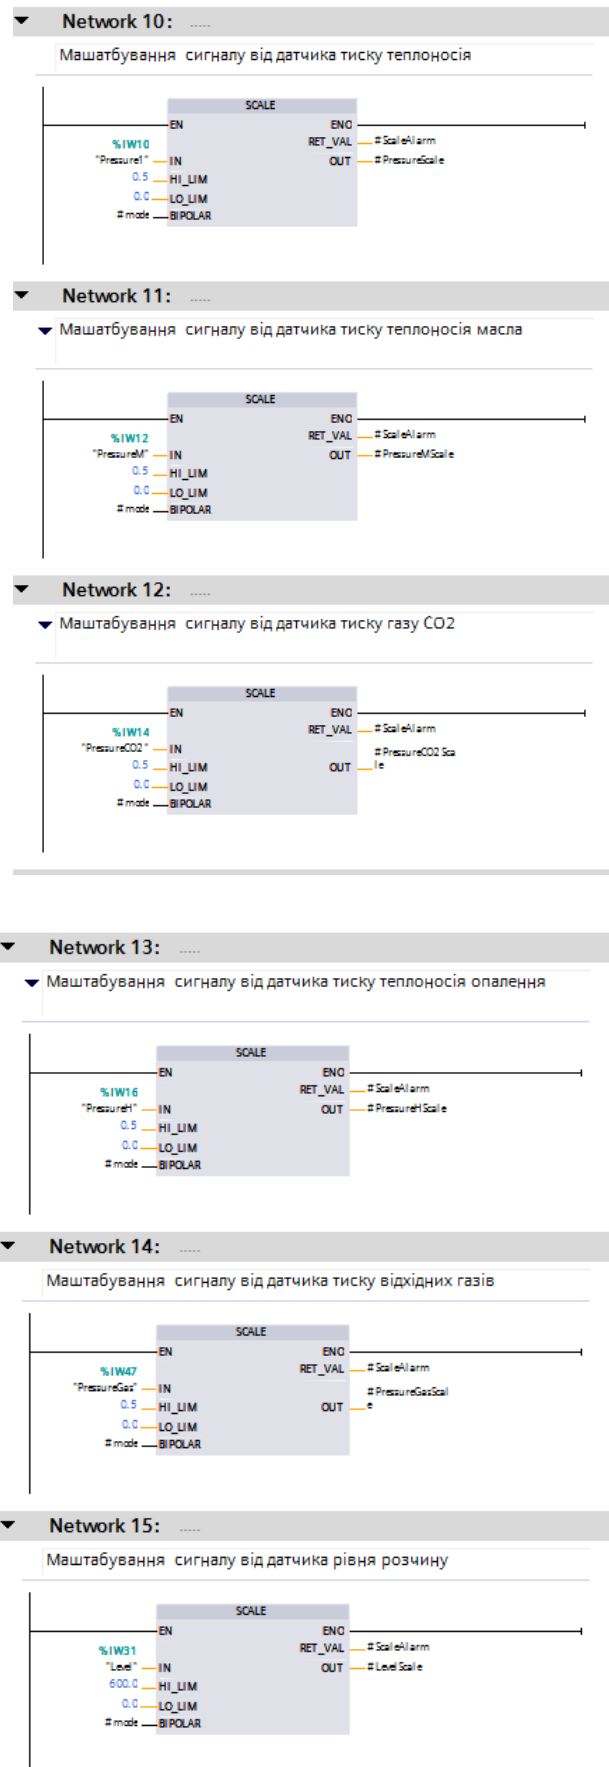 Network 10: .....
Машатбування сигналу від датчика тиску теплоносія
SCALE
EN ENO
%IW10 RET_VAL #ScaleAlarm
"Pressure1" IN OUT #PressureScale
0.5 HI_LIM
0.0 LO_LIM
#mode BIPOLAR
Network 11: .....
Машатбування сигналу від датчика тиску теплоносія масла
SCALE
EN ENO
%IW12 RET_VAL #ScaleAlarm
"PressureM" IN OUT #PressureMScale
0.5 HI_LIM
0.0 LO_LIM
#mode BIPOLAR
Network 12: .....
Маштабування сигналу від датчика тиску газу СО2
SCALE
EN ENO
%IW14 RET_VAL #ScaleAlarm
"PressureCO2" IN #PressureCO2Sca
0.5 HI_LIM OUT le
0.0 LO_LIM
#mode BIPOLAR
Network 13: .....
Маштабування сигналу від датчика тиску теплоносія опалення
SCALE
EN ENO
%IW16 RET_VAL #ScaleAlarm
"PressureH" IN OUT #PressureHScale
0.5 HI_LIM
0.0 LO_LIM
#mode BIPOLAR
Network 14: .....
Маштабування сигналу від датчика тиску відхідних газів
SCALE
EN ENO
%IW47 RET_VAL #ScaleAlarm
"PressureGas" IN #PressureGasScal
0.5 HI_LIM OUT e
0.0 LO_LIM
#mode BIPOLAR
Network 15: .....
Маштабування сигналу від датчика рівня розчину
SCALE
EN ENO
%IW31 RET_VAL #ScaleAlarm
"Level" IN OUT #LevelScale
600.0 HI_LIM
0.0 LO_LIM
#mode BIPOLAR